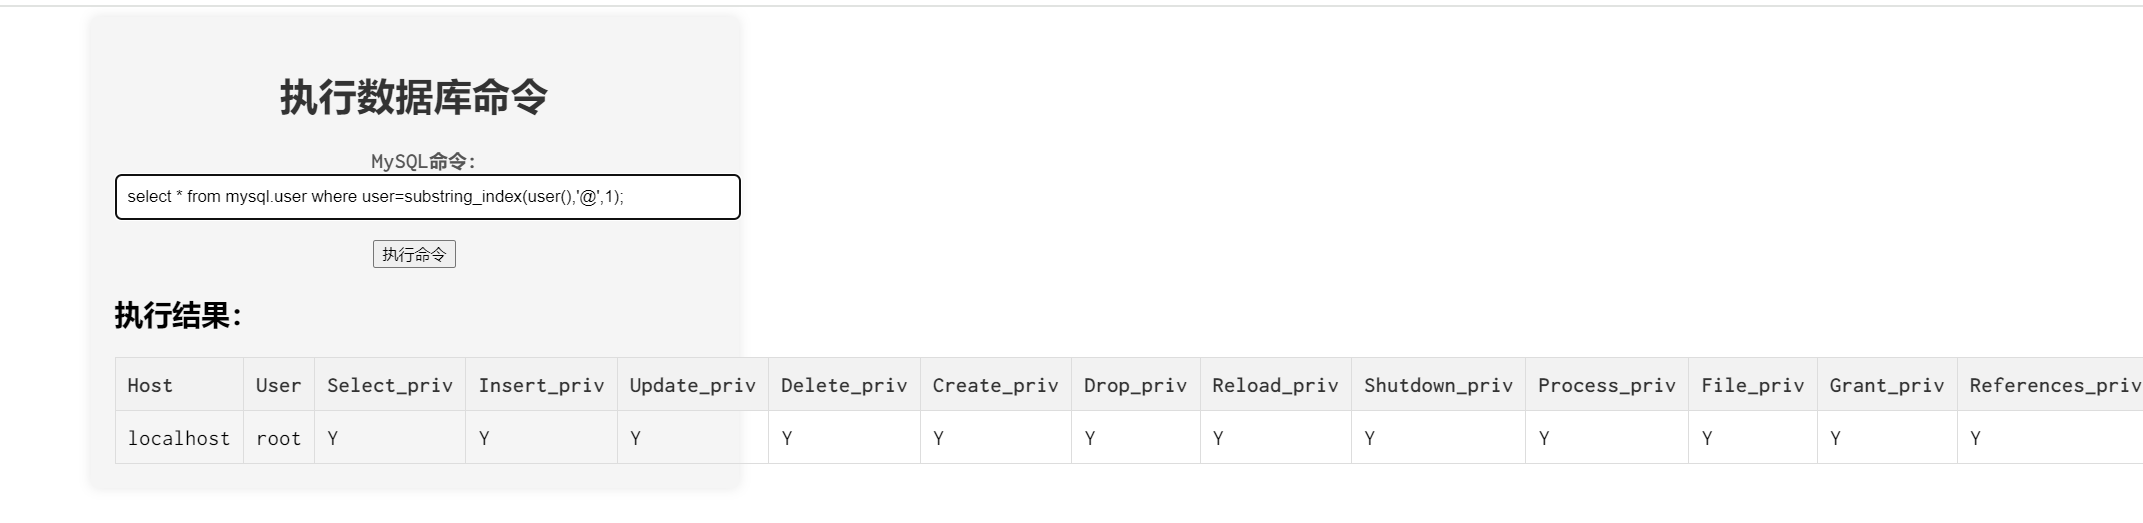 执行数据库命令
MySQL命令：
select * from mysql.user where user=substring_index(user(),'@',1);
执行命令
执行结果：
Host User Select_priv Insert_priv Update_priv Delete_priv Create_priv Drop_priv Reload_priv Shutdown_priv Process_priv File_priv Grant_priv References_priv
localhost root Y Y Y Y Y Y Y Y Y Y Y Y